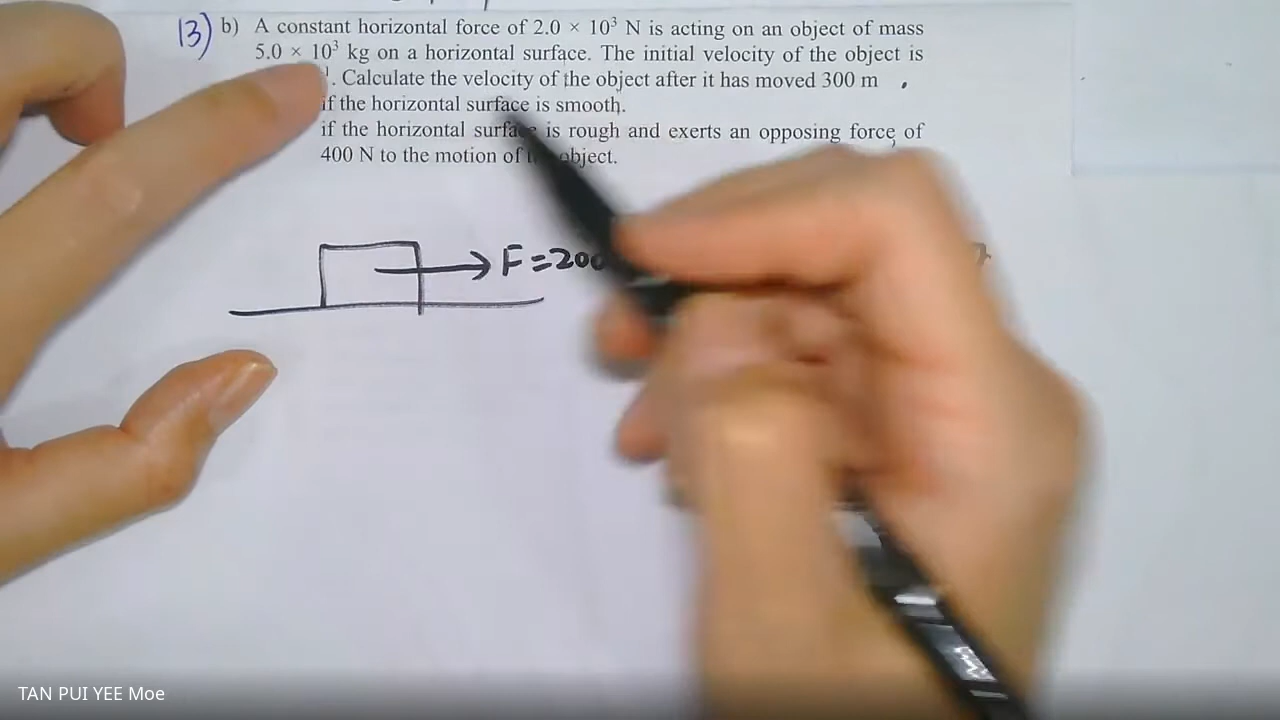 13) b) A constant horizontal force of 2.0 × 10³ N is acting on an object of mass
5.0 × 10³ kg on a horizontal surface. The initial velocity of the object is
. Calculate the velocity of the object after it has moved 300 m .
if the horizontal surface is smooth.
if the horizontal surface is rough and exerts an opposing force of
400 N to the motion of object.
F = 200
TAN PUI YEE Moe